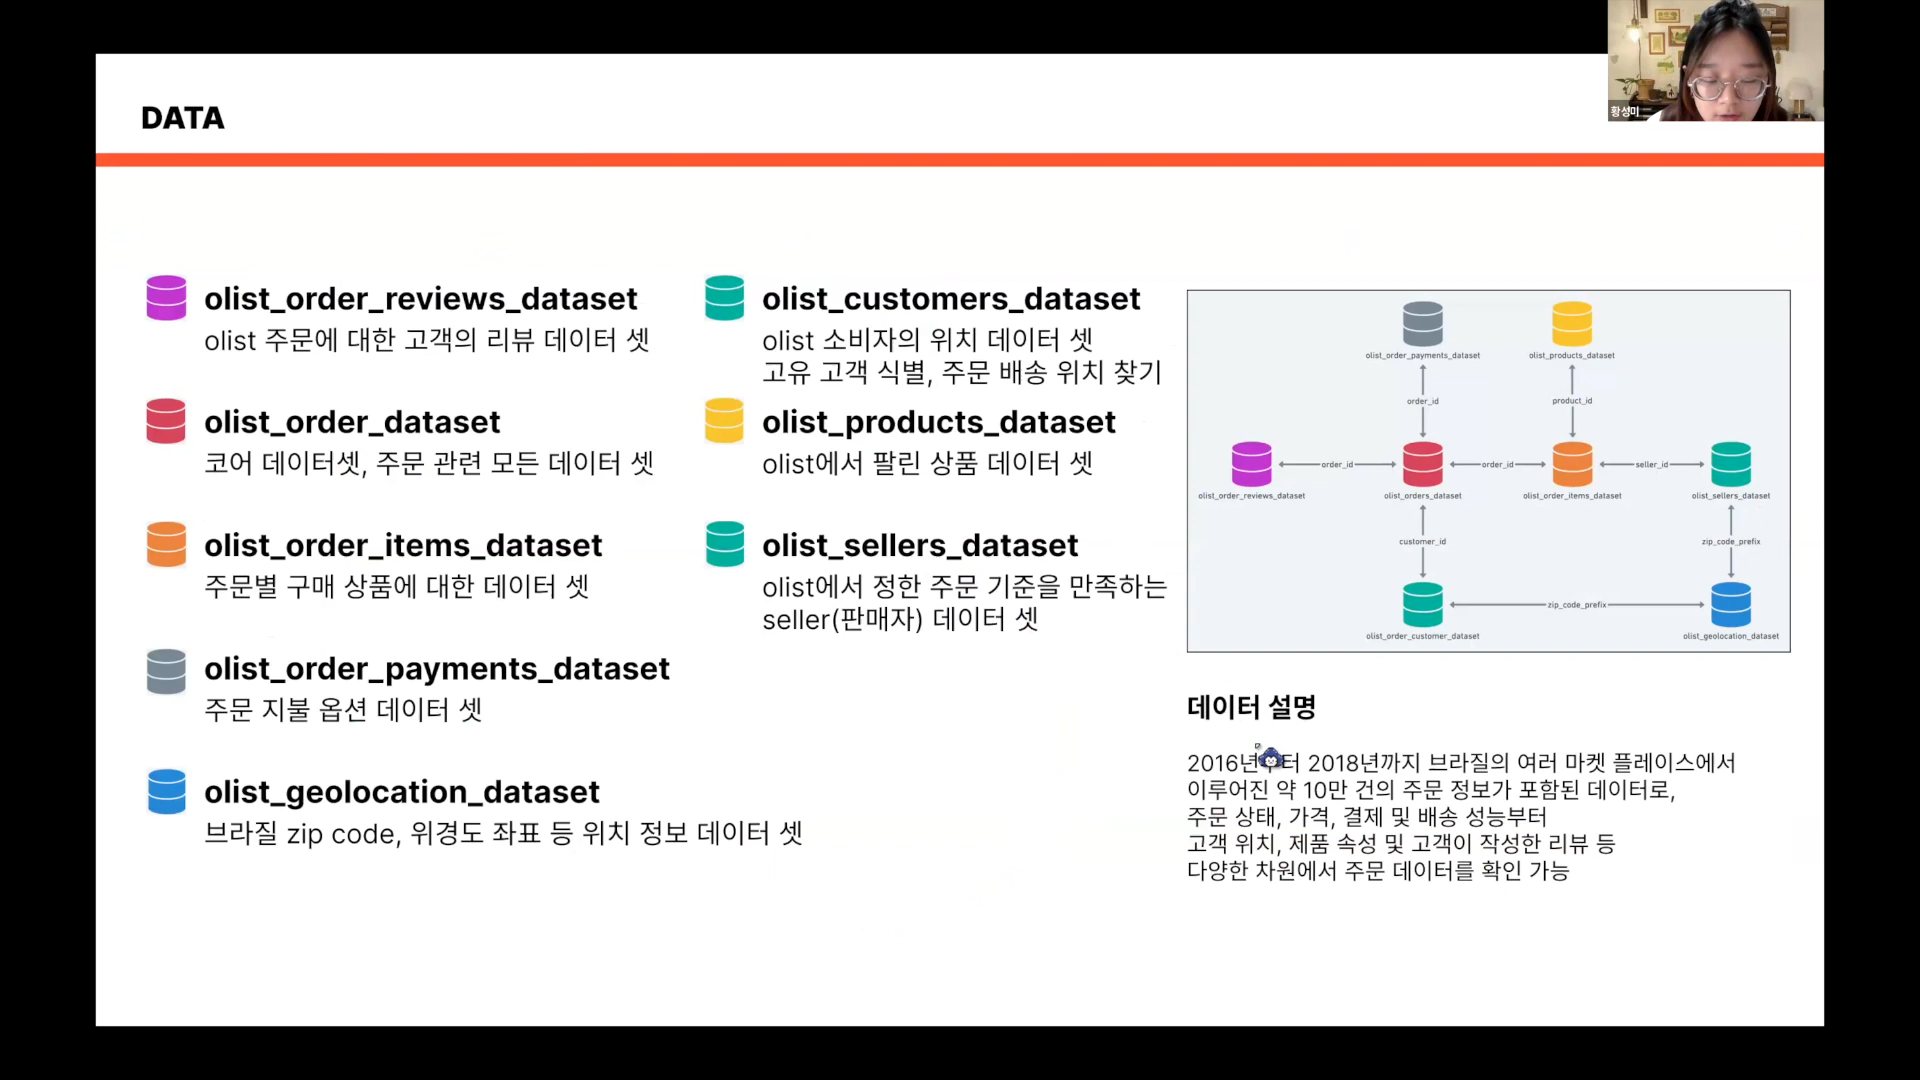 DATA
황성미
olist_order_reviews_dataset
olist 주문에 대한 고객의 리뷰 데이터 셋
olist_order_dataset
코어 데이터셋, 주문 관련 모든 데이터 셋
olist_order_items_dataset
주문별 구매 상품에 대한 데이터 셋
olist_order_payments_dataset
주문 지불 옵션 데이터 셋
olist_geolocation_dataset
브라질 zip code, 위경도 좌표 등 위치 정보 데이터 셋
olist_customers_dataset
olist 소비자의 위치 데이터 셋
고유 고객 식별, 주문 배송 위치 찾기
olist_products_dataset
olist에서 팔린 상품 데이터 셋
olist_sellers_dataset
olist에서 정한 주문 기준을 만족하는
seller(판매자) 데이터 셋
olist_order_payments_dataset
olist_products_dataset
order_id
product_id
order_id
order_id
seller_id
olist_order_reviews_dataset
olist_orders_dataset
olist_order_items_dataset
olist_sellers_dataset
customer_id
zip_code_prefix
zip_code_prefix
olist_order_customer_dataset
olist_geolocation_dataset
데이터 설명
2016년부터 2018년까지 브라질의 여러 마켓 플레이스에서
이루어진 약 10만 건의 주문 정보가 포함된 데이터로,
주문 상태, 가격, 결제 및 배송 성능부터
고객 위치, 제품 속성 및 고객이 작성한 리뷰 등
다양한 차원에서 주문 데이터를 확인 가능